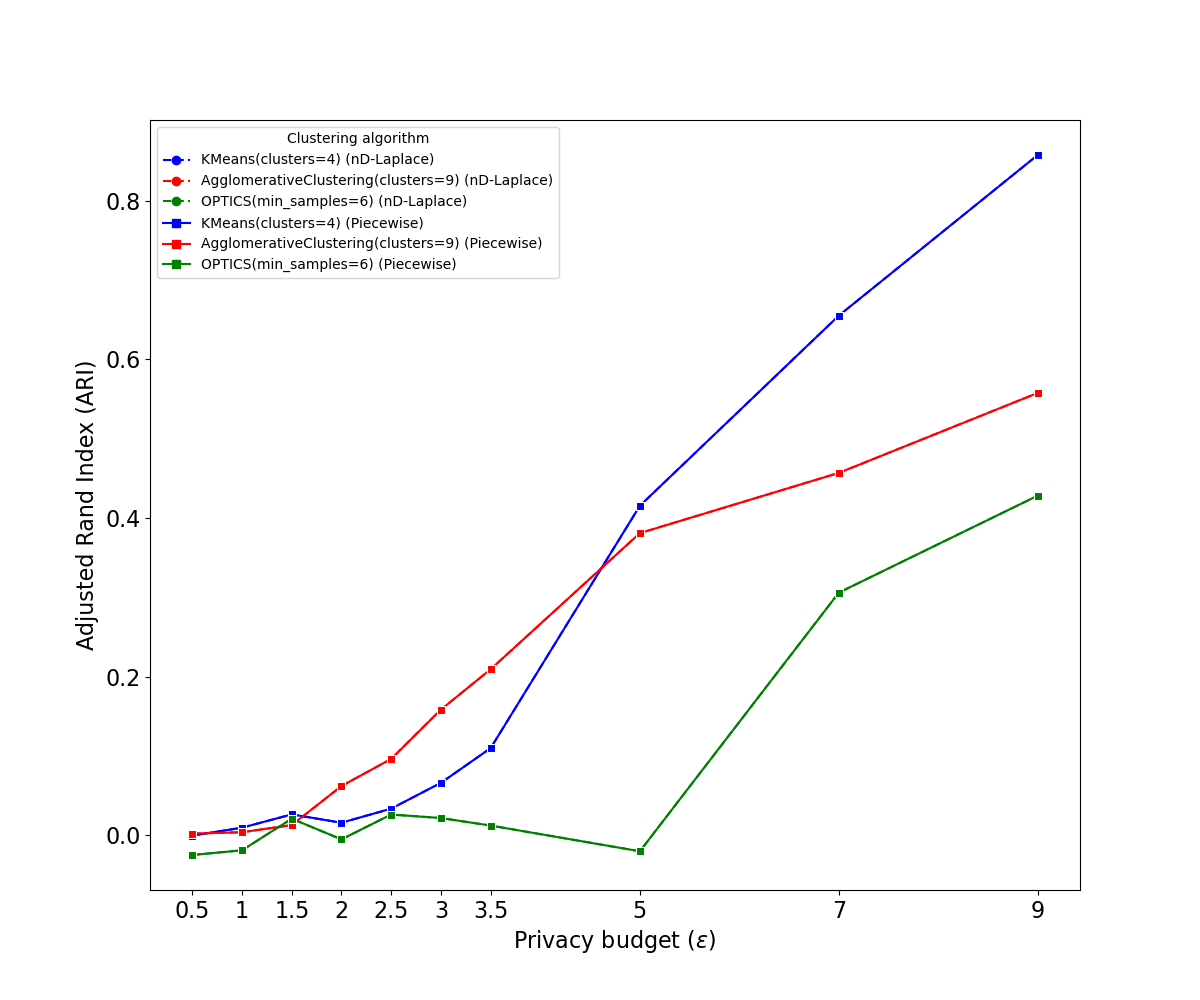 Clustering algorithm
KMeans(clusters=4) (nD-Laplace)
AgglomerativeClustering(clusters=9) (nD-Laplace)
OPTICS(min_samples=6) (nD-Laplace)
KMeans(clusters=4) (Piecewise)
AgglomerativeClustering(clusters=9) (Piecewise)
OPTICS(min_samples=6) (Piecewise)
Adjusted Rand Index (ARI)
0.8
0.6
0.4
0.2
0.0
0.5 1 1.5 2 2.5 3 3.5 5 7 9
Privacy budget (ε)